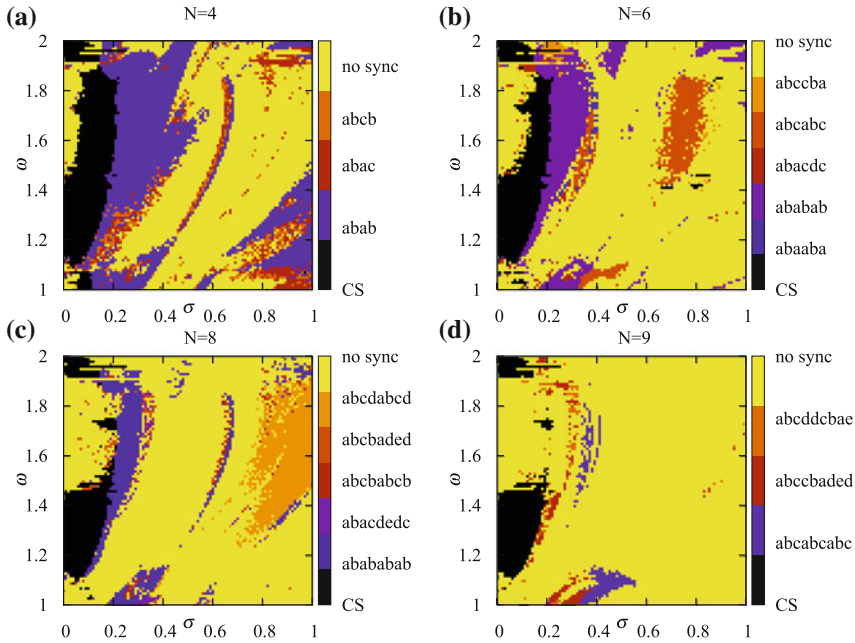 (a) N=4
2
1.8
1.6
ω
1.4
1.2
1
0 0.2 0.4 σ 0.6 0.8 1
no sync
abcb
abac
abab
CS
(b) N=6
2
1.8
1.6
ω
1.4
1.2
1
0 0.2 0.4 σ 0.6 0.8 1
no sync
abccba
abcabc
abacdc
ababab
abaaba
CS
(c) N=8
2
1.8
1.6
ω
1.4
1.2
1
0 0.2 0.4 σ 0.6 0.8 1
no sync
abcdabcd
abcbaded
abcbabcb
abacdedc
abababab
CS
(d) N=9
2
1.8
1.6
ω
1.4
1.2
1
0 0.2 0.4 σ 0.6 0.8 1
no sync
abcddcbae
abccbaded
abcabcabc
CS